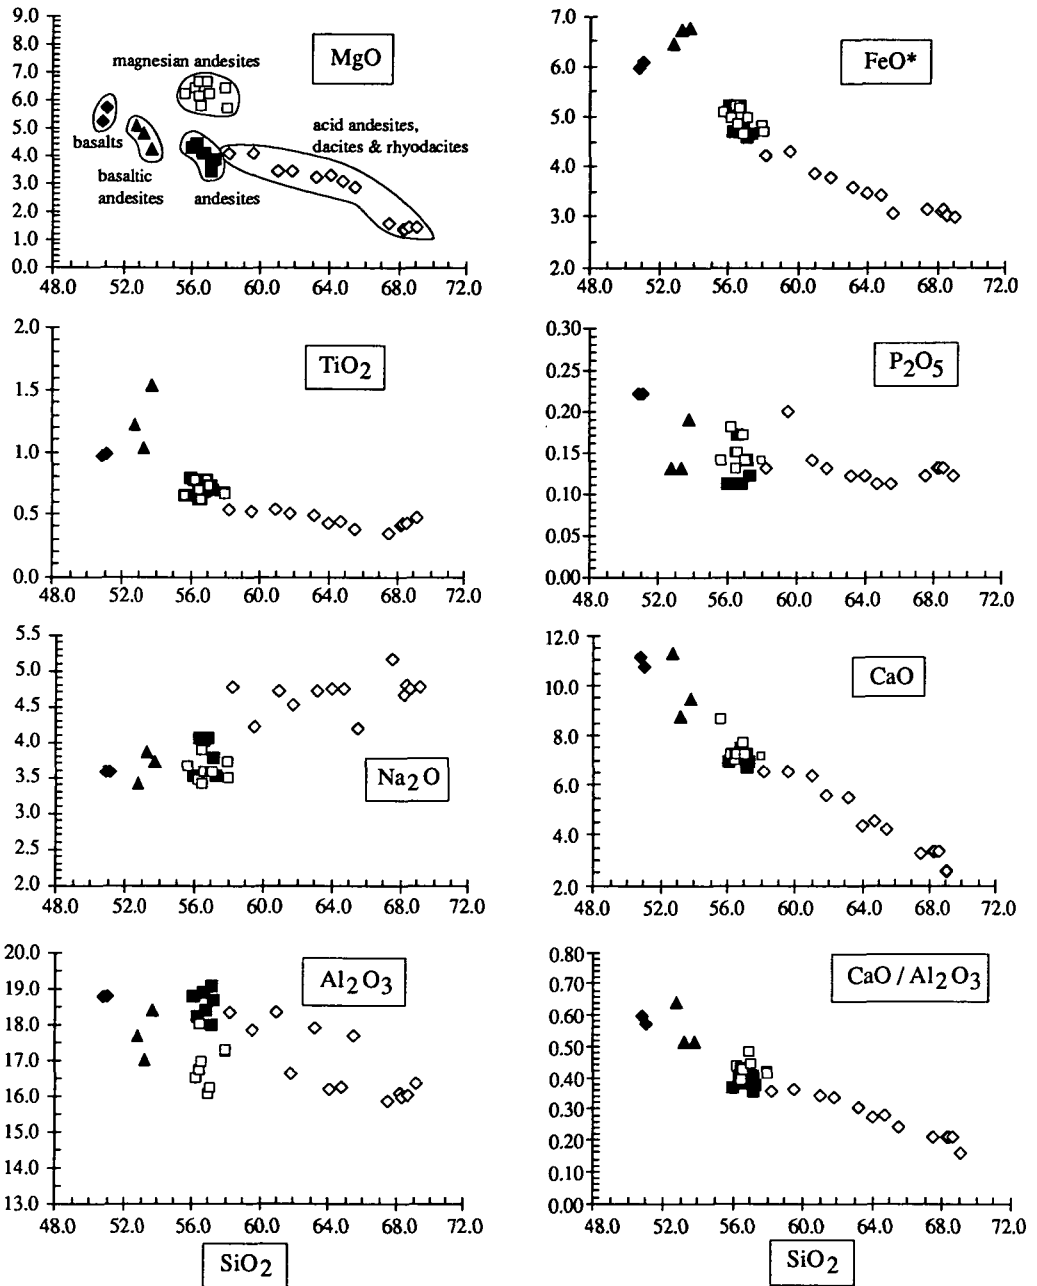 9.0
8.0
7.0
6.0
5.0
4.0
3.0
2.0
1.0
0.0
48.0 52.0 56.0 60.0 64.0 68.0 72.0
MgO
magnesian andesites
basalts
basaltic
andesites
andesites
acid andesites,
dacites & rhyodacites
7.0
6.0
5.0
4.0
3.0
2.0
48.0 52.0 56.0 60.0 64.0 68.0 72.0
FeO*
2.0
1.5
1.0
0.5
0.0
48.0 52.0 56.0 60.0 64.0 68.0 72.0
TiO2
0.30
0.25
0.20
0.15
0.10
0.05
0.00
48.0 52.0 56.0 60.0 64.0 68.0 72.0
P2O5
5.5
5.0
4.5
4.0
3.5
3.0
2.5
2.0
48.0 52.0 56.0 60.0 64.0 68.0 72.0
Na2O
12.0
10.0
8.0
6.0
4.0
2.0
48.0 52.0 56.0 60.0 64.0 68.0 72.0
CaO
20.0
19.0
18.0
17.0
16.0
15.0
14.0
13.0
48.0 52.0 56.0 60.0 64.0 68.0 72.0
Al2O3
SiO2
0.80
0.70
0.60
0.50
0.40
0.30
0.20
0.10
0.00
48.0 52.0 56.0 60.0 64.0 68.0 72.0
CaO / Al2O3
SiO2